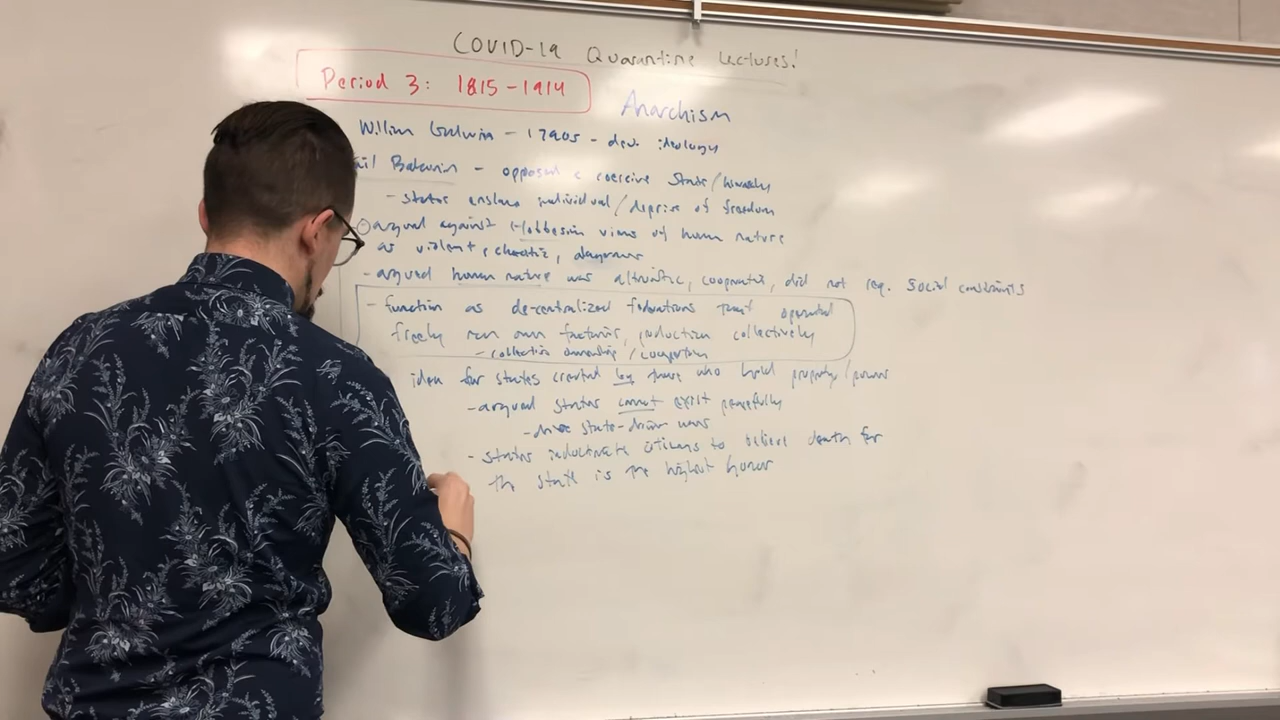 COVID-19 Quarantine Lectures!
Period 3: 1815-1914
Anarchism
William Godwin - 1790s - dev. ideology
ail Bakunin - opposed coercive State/hierarchy
- states enslave individual/deprive of freedom
argued against Hobbesian views of human nature
as violent, chaotic, dangerous
- argued human nature was altruistic, cooperative, did not req. social constraints
- function as de-centralized federations that operated
freely run own factories, production collectively
- collective ownership/
idea for states created by those who hold property/power
- argued states cannot exist peacefully
- drive state-driven wars
- states indoctrinate citizens to believe death for
the state is the highest honor